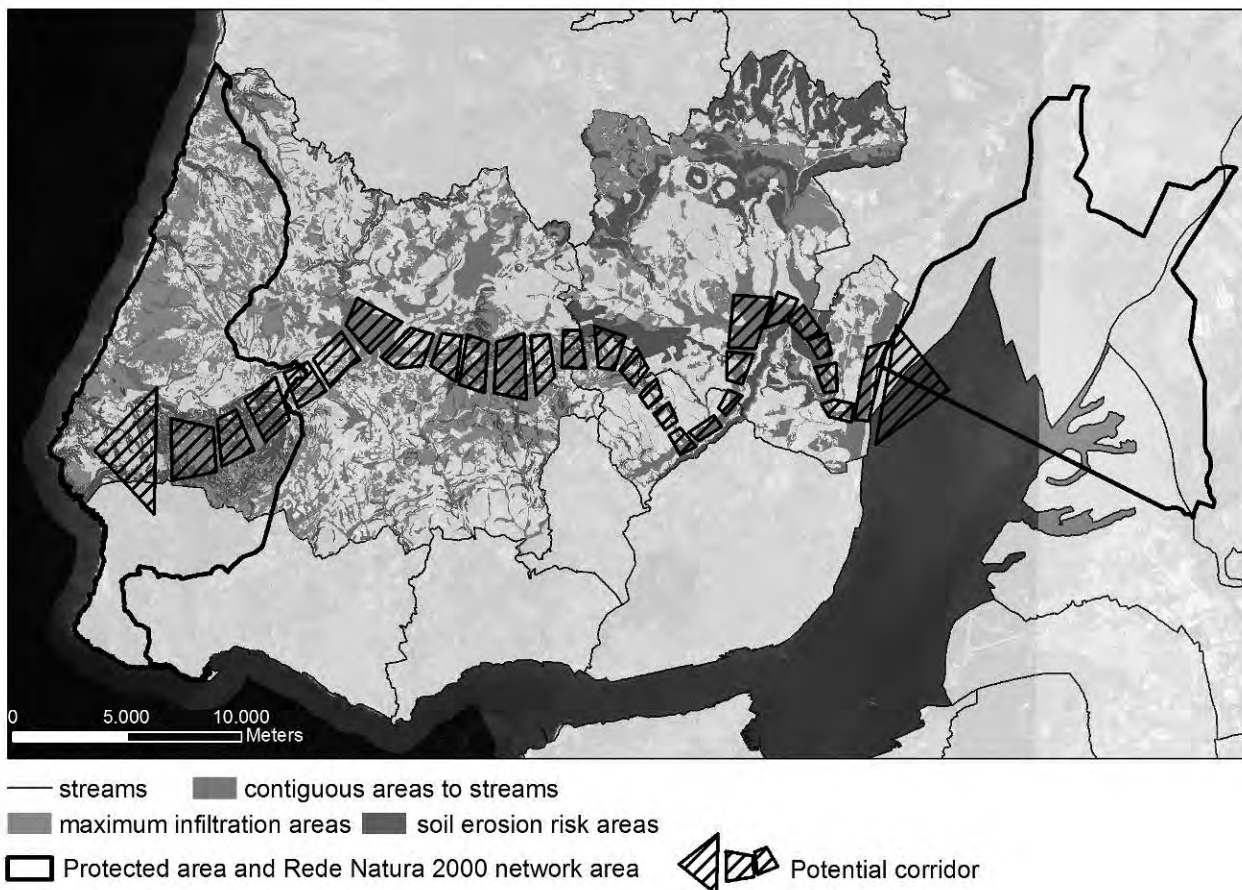 0 5.000 10.000
Meters
streams contiguous areas to streams
maximum infiltration areas soil erosion risk areas
Protected area and Rede Natura 2000 network area Potential corridor